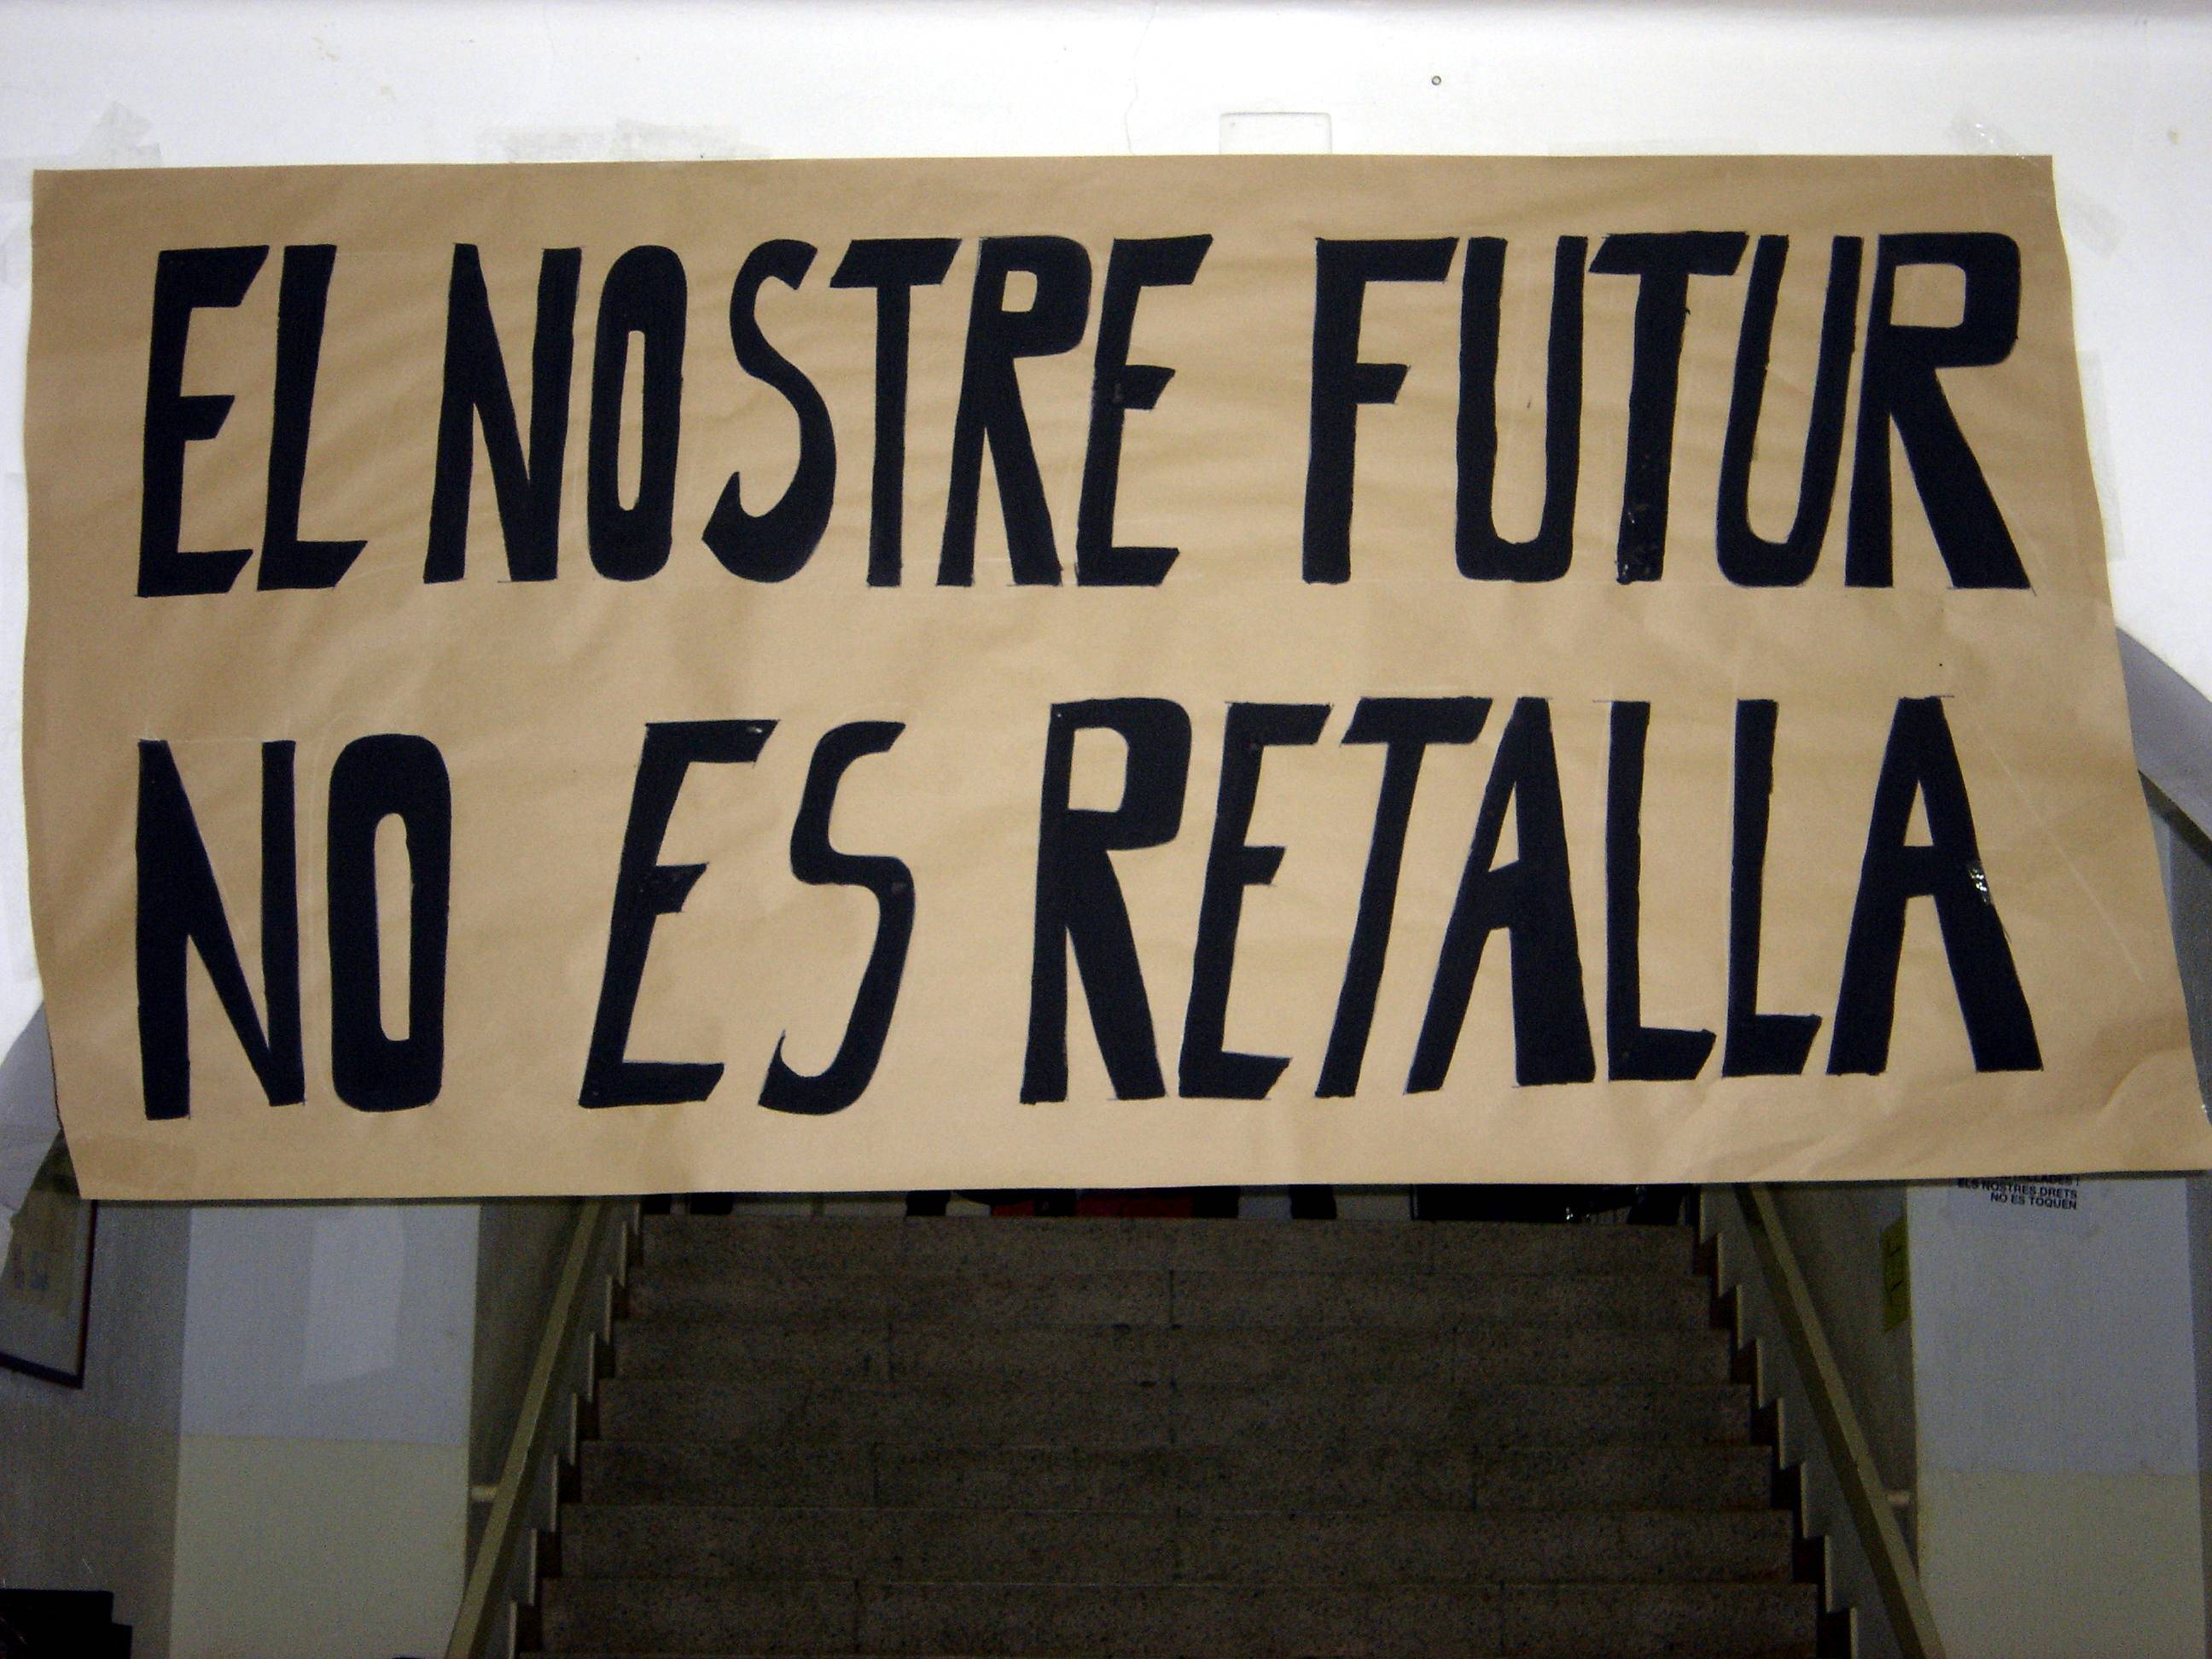 EL NOSTRE FUTUR
NO ES RETALLA
ELS NOSTRES DRETS
NO ES TOQUEN